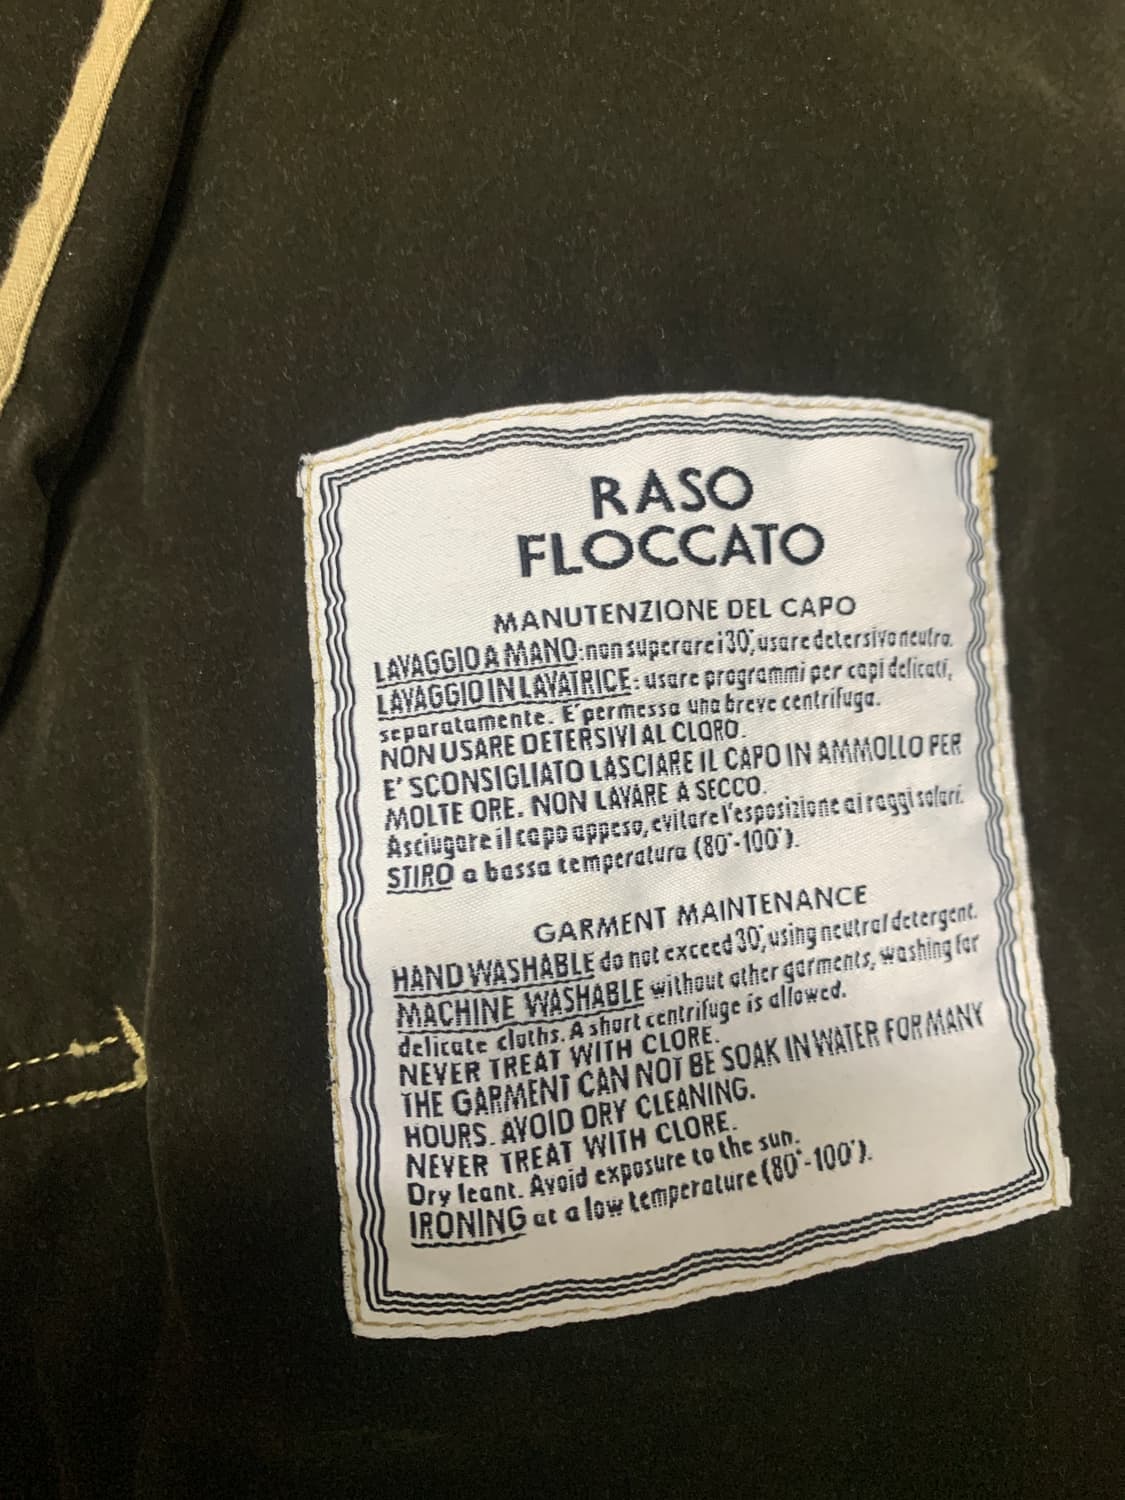 RASO
FLOCCATO
MANUTENZIONE DEL CAPO
LAVAGGIO A MANO: non superare i 30°, usare detersivo neutro.
LAVAGGIO IN LAVATRICE: usare programmi per capi delicati,
separatamente. E' permessa una breve centrifuga.
NON USARE DETERSIVI AL CLORO.
E' SCONSIGLIATO LASCIARE IL CAPO IN AMMOLLO PER
MOLTE ORE. NON LAVARE A SECCO.
Asciugare il capo appeso, evitare l'esposizione ai raggi solari.
STIRO a bassa temperatura (80°-100°).
GARMENT MAINTENANCE
HAND WASHABLE do not exceed 30°, using neutral detergent.
MACHINE WASHABLE without other garments, washing for
delicate cloths. A short centrifuge is allowed.
NEVER TREAT WITH CLORE.
THE GARMENT CAN NOT BE SOAK IN WATER FOR MANY
HOURS. AVOID DRY CLEANING.
NEVER TREAT WITH CLORE.
Dry leant. Avoid exposure to the sun.
IRONING at a low temperature (80°-100°).